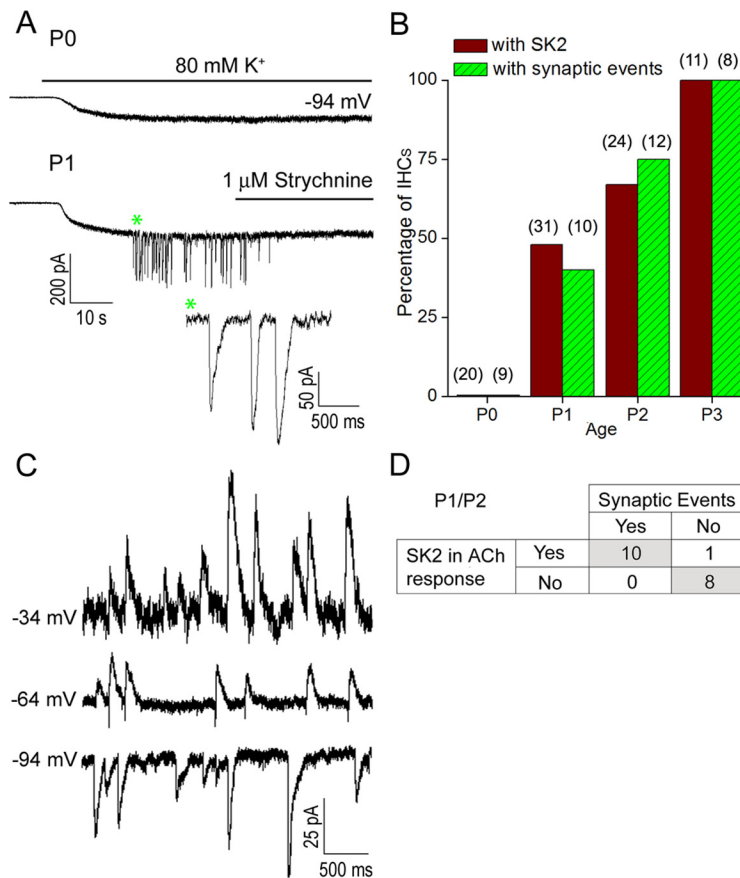 A
P0
80 mM K⁺
-94 mV
P1
1 µM Strychnine
*
200 pA
10 s
*
50 pA
500 ms
B
with SK2
with synaptic events
(11) (8)
(24) (12)
(31) (10)
(20) (9)
100
75
50
25
0
Percentage of IHCs
P0 P1 P2 P3
Age
C
-34 mV
-64 mV
-94 mV
25 pA
500 ms
D
P1/P2
Synaptic Events
Yes No
SK2 in ACh response
Yes 10 1
No 0 8